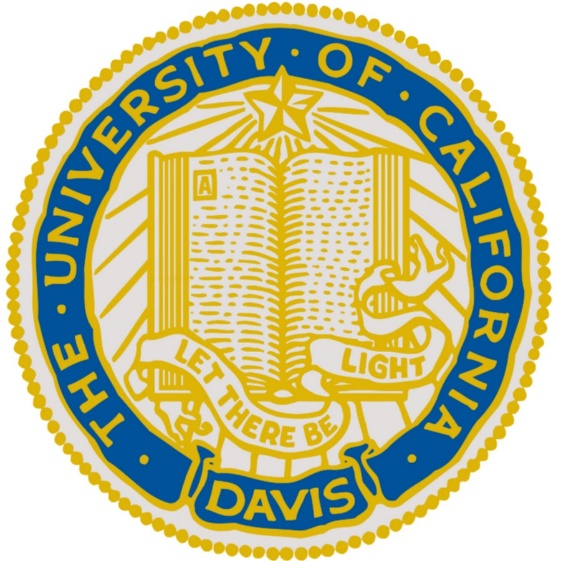 THE · UNIVERSITY · OF · CALIFORNIA
A
LET THERE BE LIGHT
DAVIS